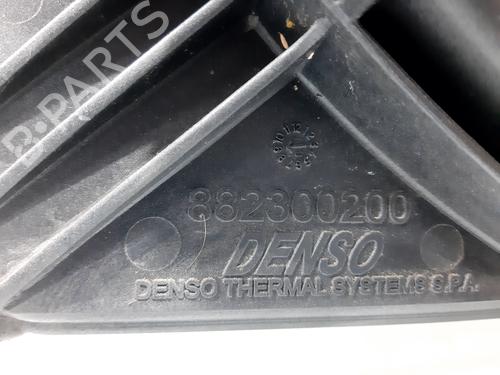 B-PARTS
882300200
DENSO
DENSO THERMAL SYSTEMS S.P.A.